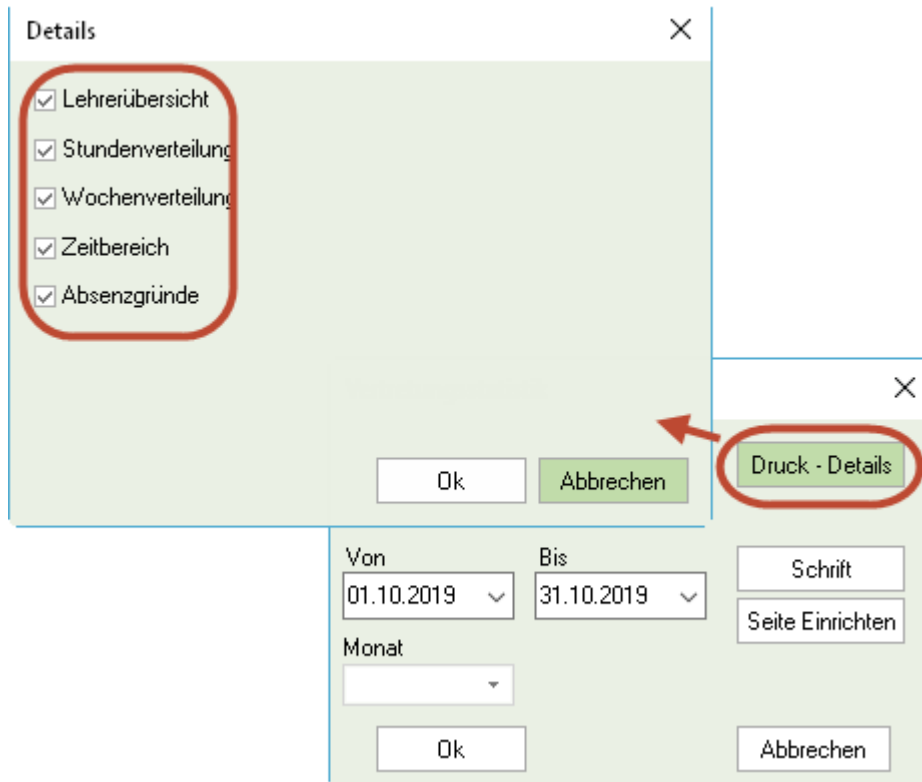 Details
Lehrerübersicht
Stundenverteilung
Wochenverteilung
Zeitbereich
Absenzgründe
Ok
Abbrechen
Druck - Details
Von
Bis
01.10.2019
31.10.2019
Schrift
Seite Einrichten
Monat
Ok
Abbrechen